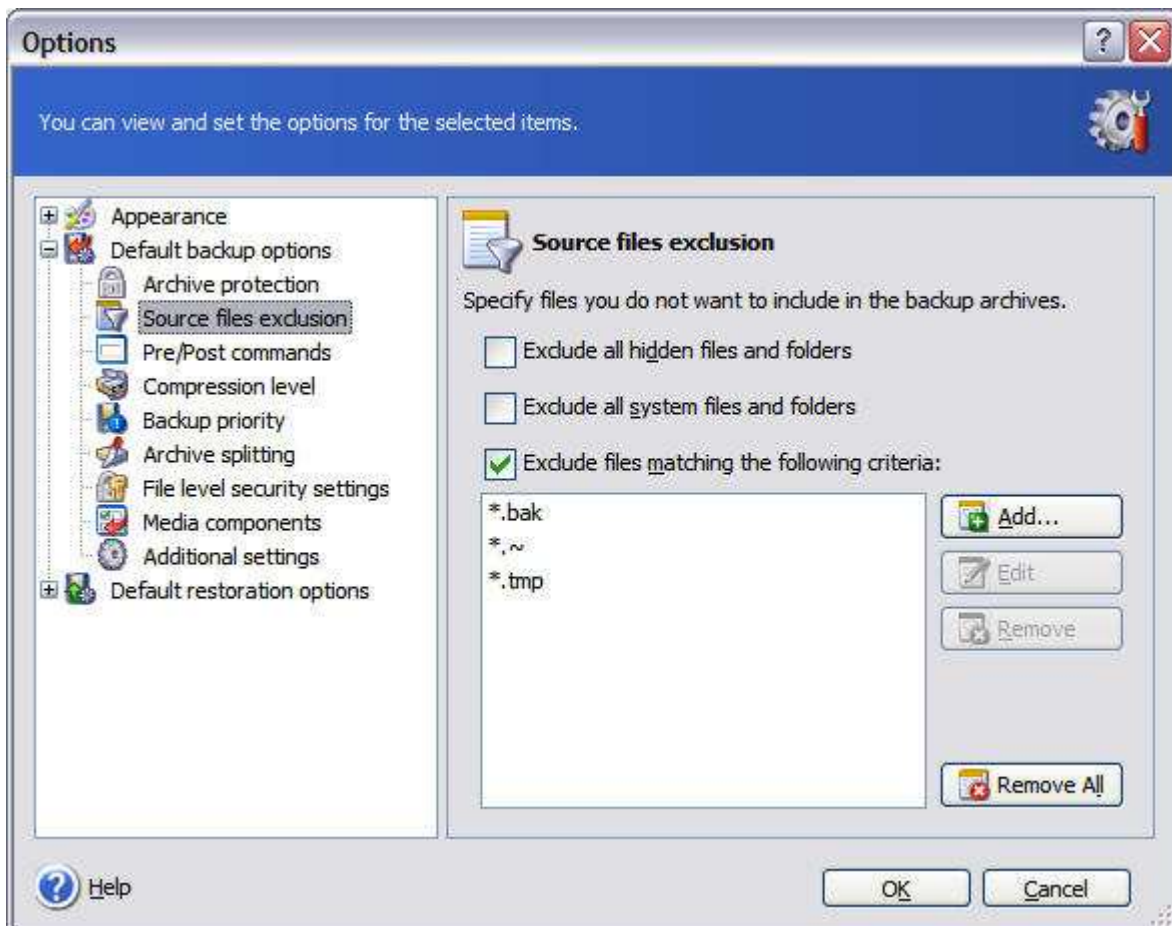 Options
You can view and set the options for the selected items.
Appearance
Default backup options
Archive protection
Source files exclusion
Pre/Post commands
Compression level
Backup priority
Archive splitting
File level security settings
Media components
Additional settings
Default restoration options
Source files exclusion
Specify files you do not want to include in the backup archives.
Exclude all hidden files and folders
Exclude all system files and folders
Exclude files matching the following criteria:
*.bak
*.~
*.tmp
Add...
Edit
Remove
Remove All
Help
OK
Cancel